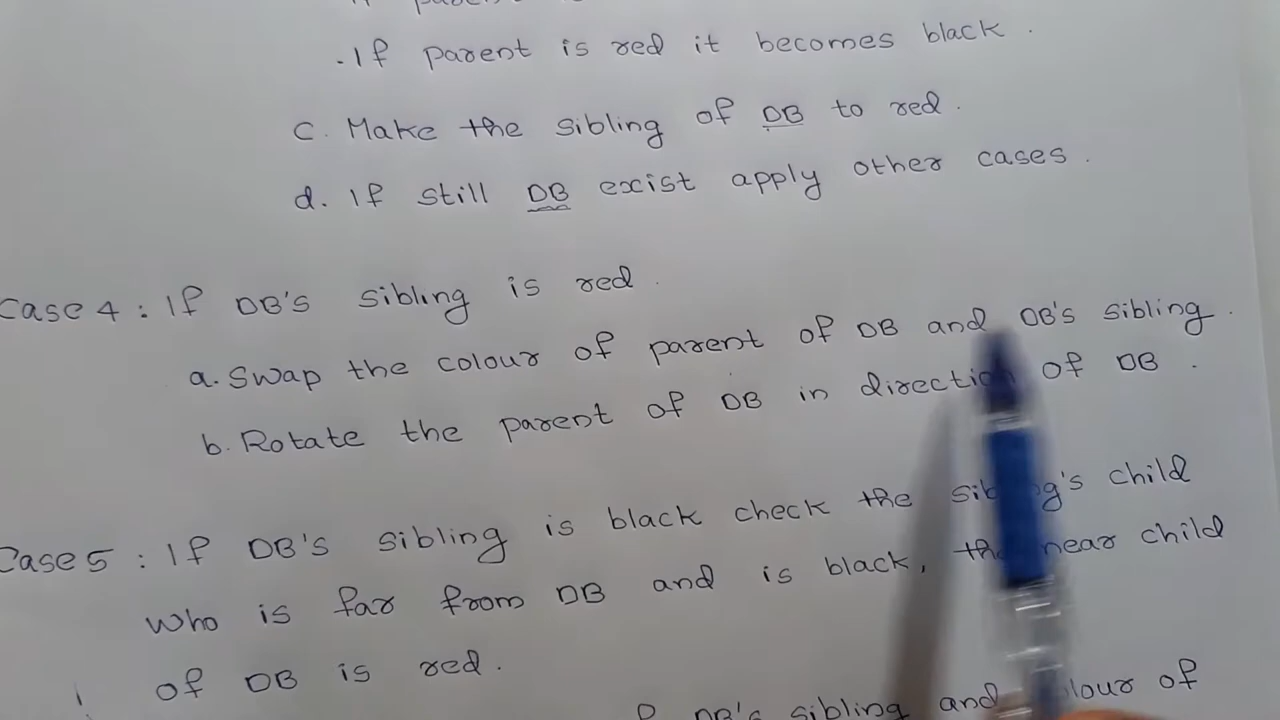 .If parent is red it becomes black.
c. Make the sibling of DB to red.
d. If still DB exist apply other cases.
Case 4 : If DB's sibling is red.
a. Swap the colour of parent of DB and DB's sibling.
b. Rotate the parent of DB in direction of DB.
Case 5 : If DB's sibling is black check the sibling's child
who is far from DB and is black, the near child
of DB is red.
DB's sibling and colour of